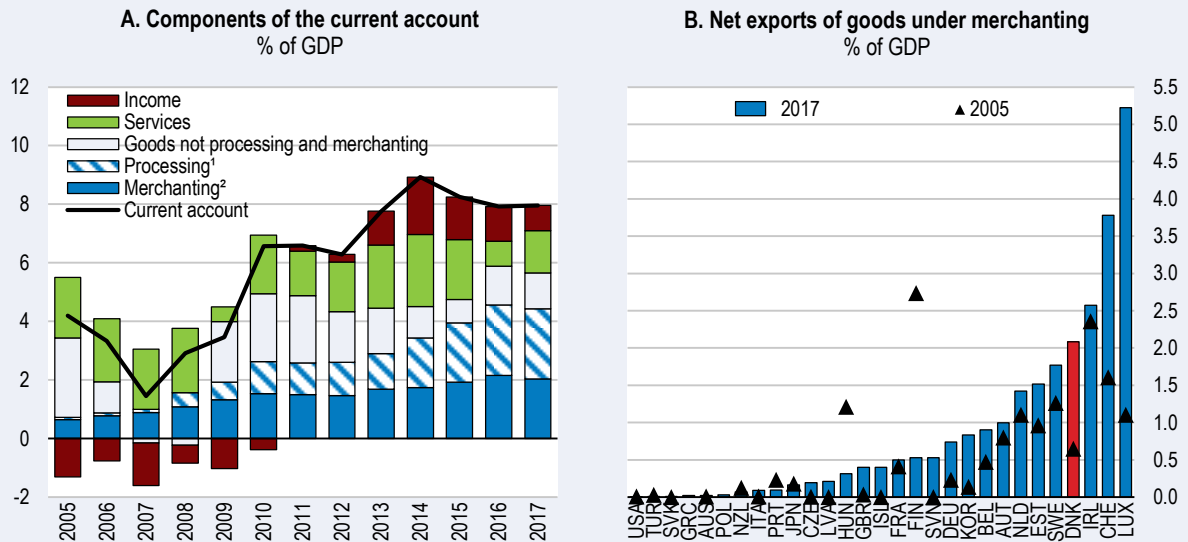 A. Components of the current account
% of GDP
12
10
8
6
4
2
0
-2
Income
Services
Goods not processing and merchanting
Processing¹
Merchanting²
Current account
2005
2006
2007
2008
2009
2010
2011
2012
2013
2014
2015
2016
2017
B. Net exports of goods under merchanting
% of GDP
2017
2005
5.5
5.0
4.5
4.0
3.5
3.0
2.5
2.0
1.5
1.0
0.5
0.0
USA
TUR
SVK
GRC
AUS
POL
NZL
ITA
PRT
JPN
CZE
LVA
HUN
GBR
ISL
FRA
FIN
SVN
DEU
KOR
BEL
AUT
NLD
EST
SWE
DNK
IRL
CHE
LUX